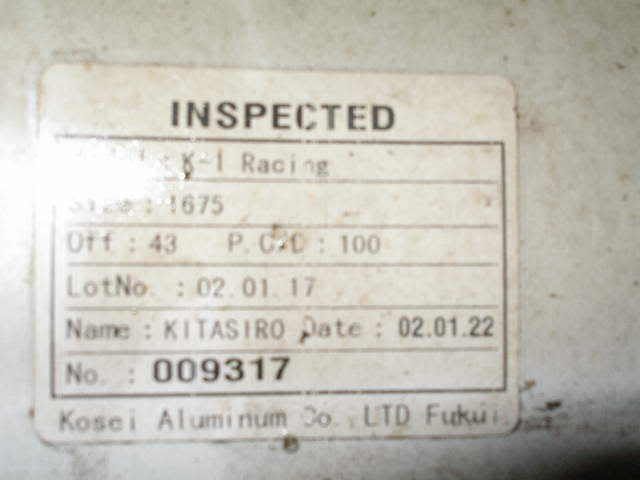 INSPECTED
: K-1 Racing
Size : 1675
Off : 43 P.C.D : 100
LotNo. : 02.01.17
Name : KITASIRO Date : 02.01.22
No. : 009317
Kosei Aluminum Co., LTD Fukui